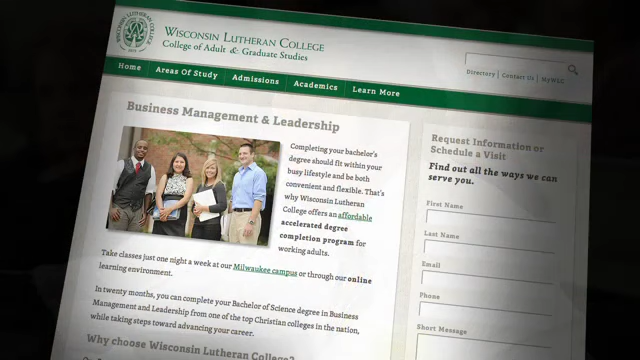 WISCONSIN LUTHERAN COLLEGE
College of Adult & Graduate Studies
Directory | Contact Us | MyWLC
Home
Areas Of Study
Admissions
Academics
Learn More
Business Management & Leadership
Completing your bachelor's
degree should fit within your
busy lifestyle and be both
convenient and flexible. That's
why Wisconsin Lutheran
College offers an affordable
accelerated degree
completion program for
working adults.
Take classes just one night a week at our Milwaukee campus or through our online
learning environment.
In twenty months, you can complete your Bachelor of Science degree in Business
Management and Leadership from one of the top Christian colleges in the nation,
while taking steps toward advancing your career.
Why choose Wisconsin Lutheran College?
Request Information or
Schedule a Visit
Find out all the ways we can
serve you.
First Name
Last Name
Email
Phone
Short Message